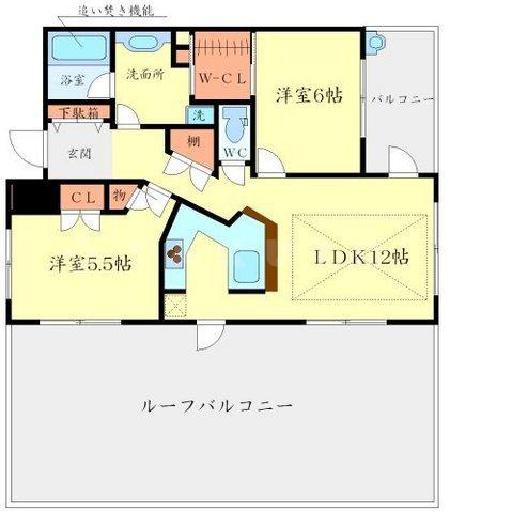 追い焚き機能
浴室
洗面所
W-CL
洋室6帖
バルコニー
下駄箱
洗
玄関
棚
WC
CL
物
洋室5.5帖
LDK12帖
ルーフバルコニー